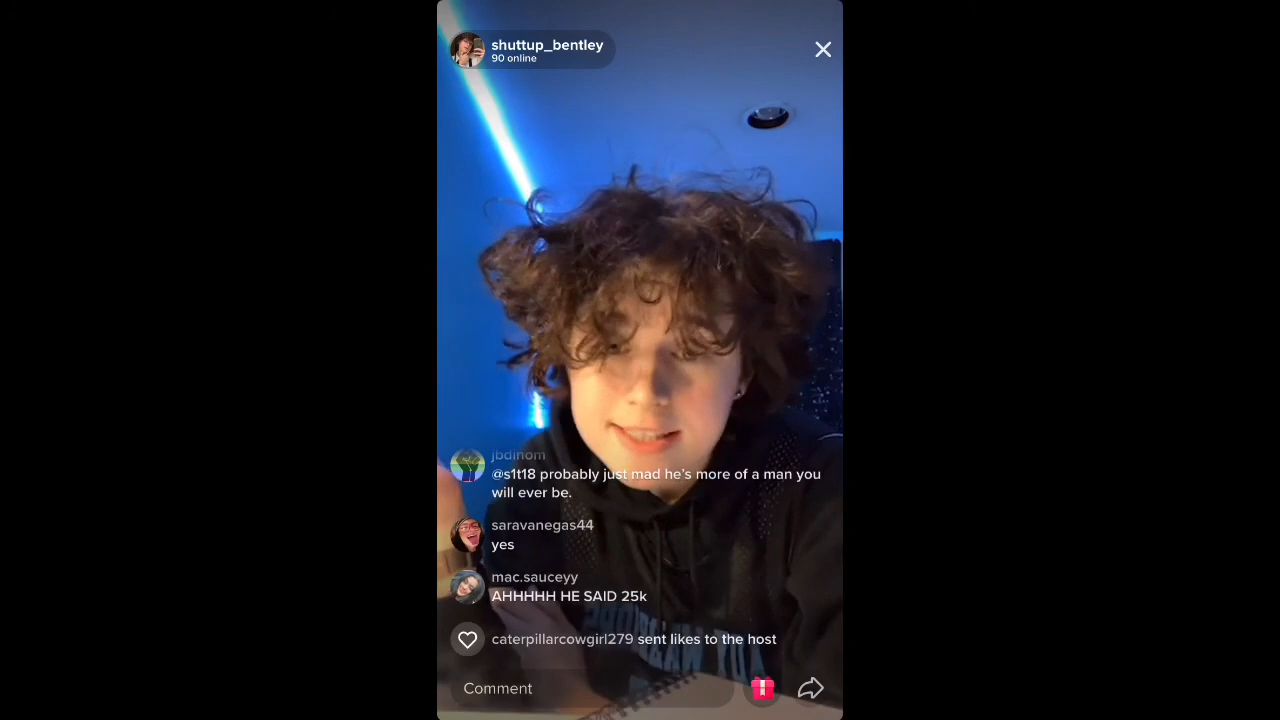 shuttup_bentley
90 online
jbdinom
@s1t18 probably just mad he's more of a man you
will ever be.
saravanegas44
yes
mac.sauceyy
AHHHHH HE SAID 25k
caterpillarcowgirl279 sent likes to the host
Comment